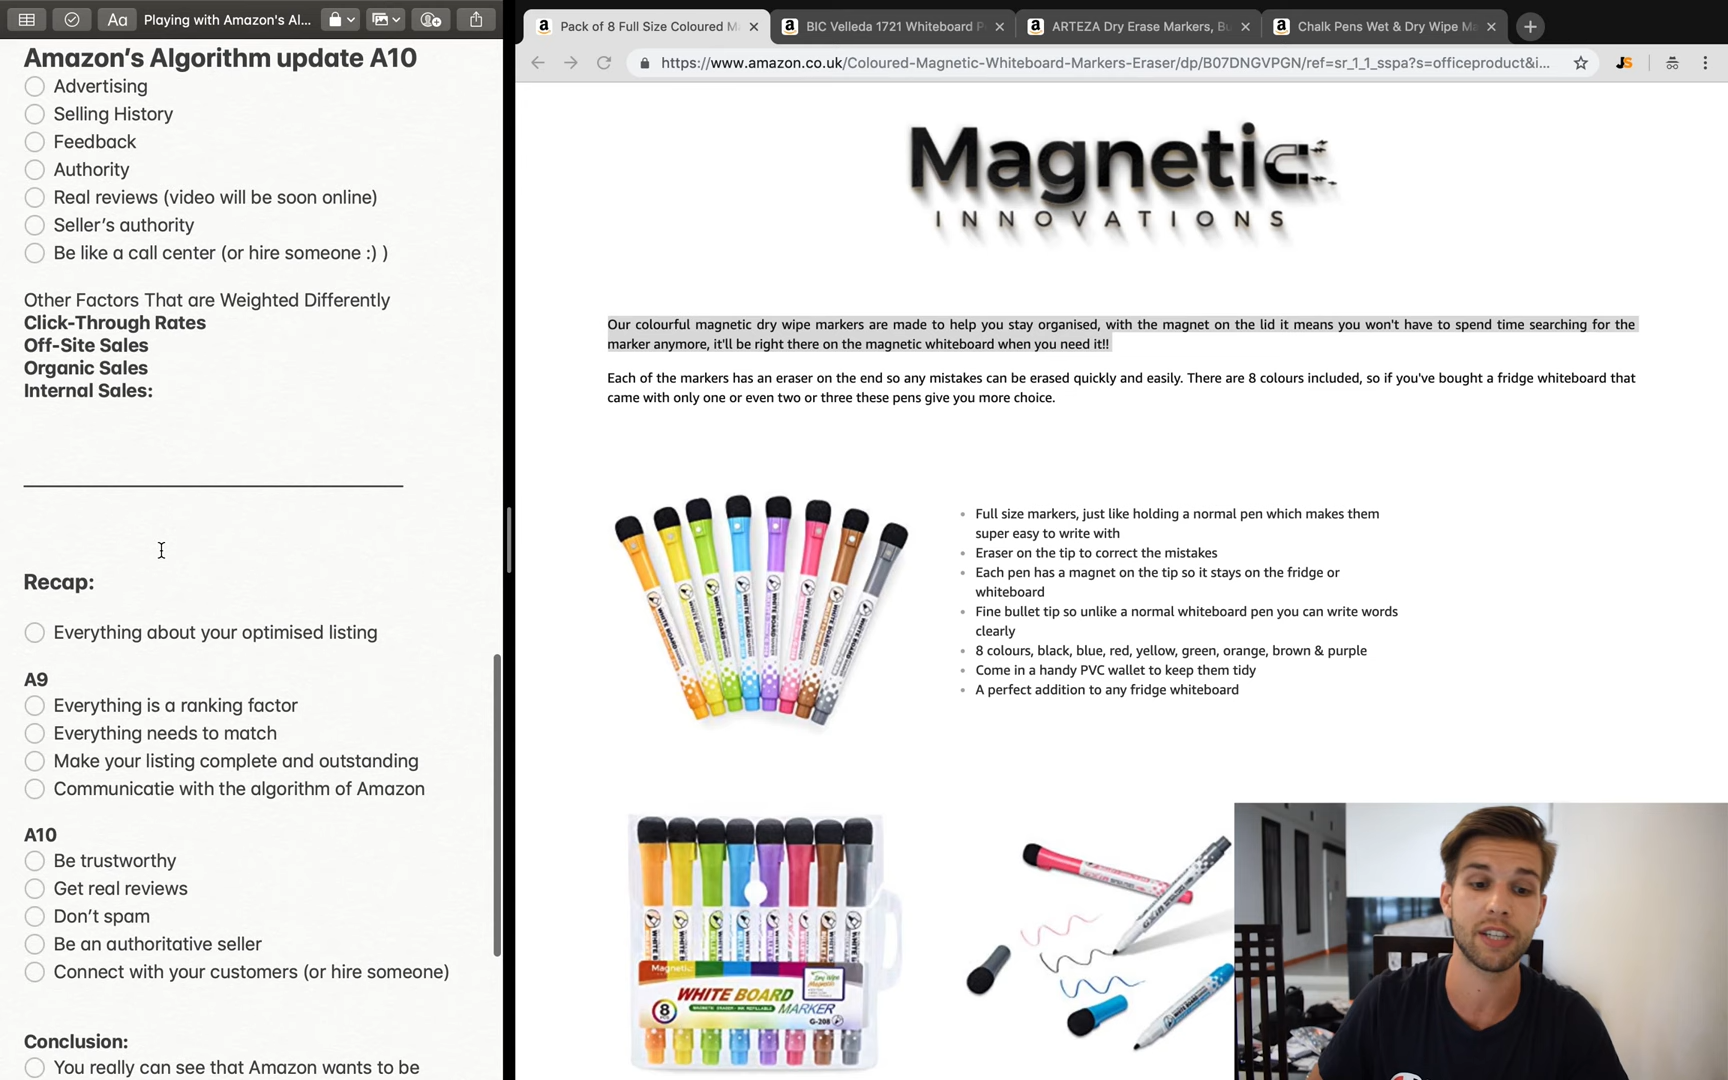 Playing with Amazon's Al...
Aa
Amazon's Algorithm update A10
Advertising
Selling History
Feedback
Authority
Real reviews (video will be soon online)
Seller's authority
Be like a call center (or hire someone :) )
Other Factors That are Weighted Differently
Click-Through Rates
Off-Site Sales
Organic Sales
Internal Sales:
Recap:
Everything about your optimised listing
A9
Everything is a ranking factor
Everything needs to match
Make your listing complete and outstanding
Communicatie with the algorithm of Amazon
A10
Be trustworthy
Get real reviews
Don't spam
Be an authoritative seller
Connect with your customers (or hire someone)
Conclusion:
You really can see that Amazon wants to be
Pack of 8 Full Size Coloured M
BIC Velleda 1721 Whiteboard P
ARTEZA Dry Erase Markers, Bu
Chalk Pens Wet & Dry Wipe Ma
https://www.amazon.co.uk/Coloured-Magnetic-Whiteboard-Markers-Eraser/dp/B07DNGVPGN/ref=sr_1_1_sspa?s=officeproduct&i...
JS
Magnetic
INNOVATIONS
Our colourful magnetic dry wipe markers are made to help you stay organised, with the magnet on the lid it means you won't have to spend time searching for the
marker anymore, it'll be right there on the magnetic whiteboard when you need it!!
Each of the markers has an eraser on the end so any mistakes can be erased quickly and easily. There are 8 colours included, so if you've bought a fridge whiteboard that
came with only one or even two or three these pens give you more choice.
Full size markers, just like holding a normal pen which makes them
super easy to write with
Eraser on the tip to correct the mistakes
Each pen has a magnet on the tip so it stays on the fridge or
whiteboard
Fine bullet tip so unlike a normal whiteboard pen you can write words
clearly
8 colours, black, blue, red, yellow, green, orange, brown & purple
Come in a handy PVC wallet to keep them tidy
A perfect addition to any fridge whiteboard
Magnetic
Dry Wipe
Magnetic
8
WHITE BOARD
MARKER
G-208